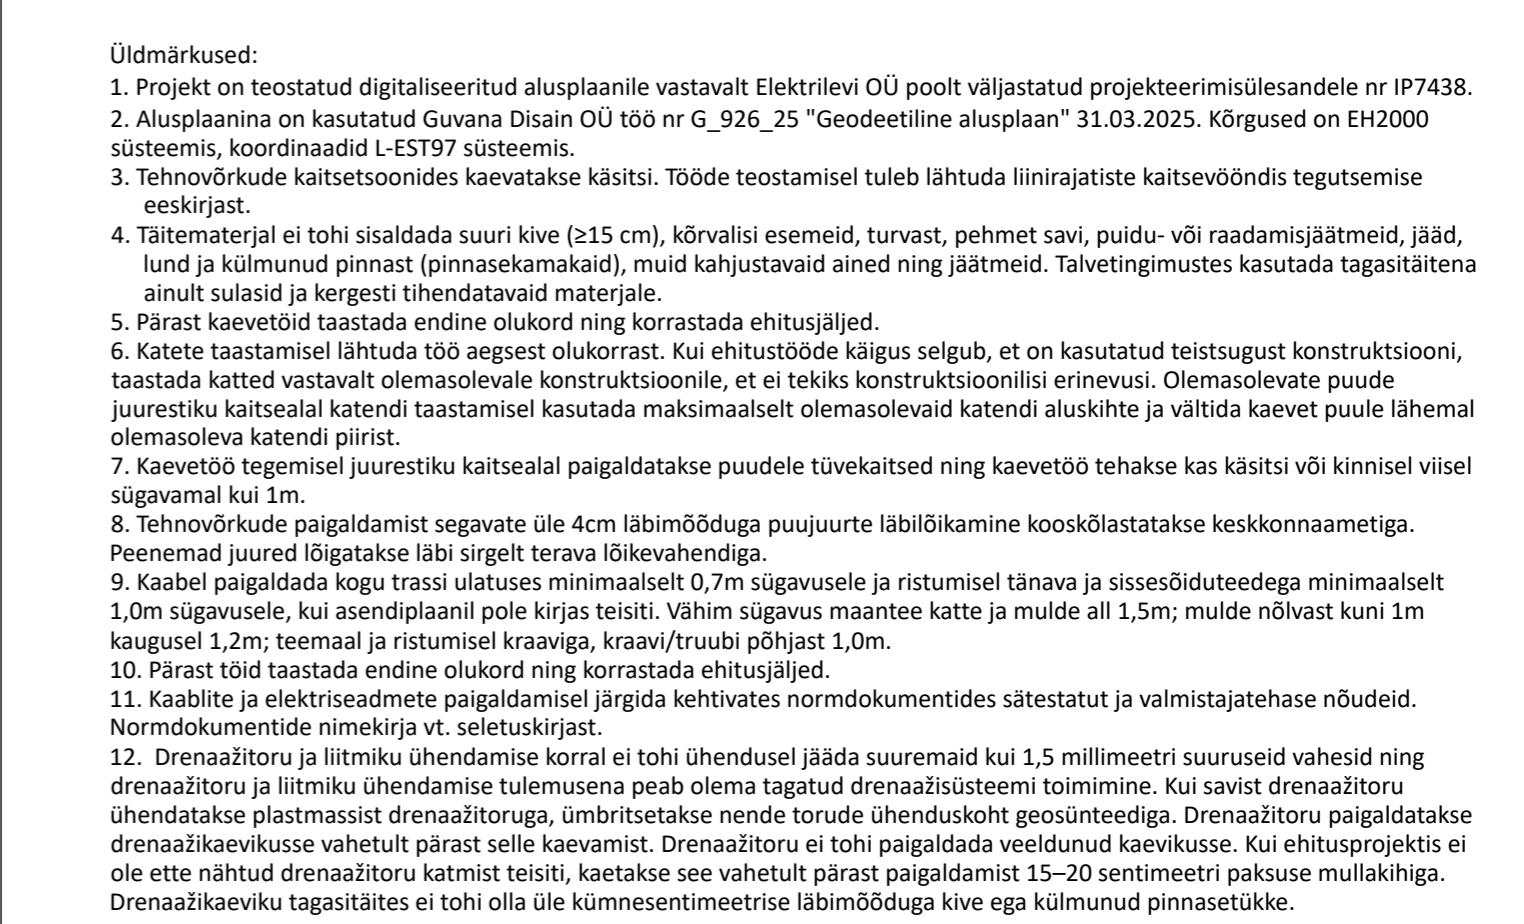 Üldmärkused:
1. Projekt on teostatud digitaliseeritud alusplaanile vastavalt Elektrilevi OÜ poolt väljastatud projekteerimisülesandele nr IP7438.
2. Alusplaanina on kasutatud Guvana Disain OÜ töö nr G_926_25 "Geodeetiline alusplaan" 31.03.2025. Kõrgused on EH2000
süsteemis, koordinaadid L-EST97 süsteemis.
3. Tehnovõrkude kaitsetsoonides kaevatakse käsitsi. Tööde teostamisel tuleb lähtuda liinirajatiste kaitsevööndis tegutsemise
eeskirjast.
4. Täitematerjal ei tohi sisaldada suuri kive (≥15 cm), kõrvalisi esemeid, turvast, pehmet savi, puidu- või raadamisjäätmeid, jääd,
lund ja külmunud pinnast (pinnasekamakaid), muid kahjustavaid ained ning jäätmeid. Talvetingimustes kasutada tagasitäitena
ainult sulasid ja kergesti tihendatavaid materjale.
5. Pärast kaevetöid taastada endine olukord ning korrastada ehitusjäljed.
6. Katete taastamisel lähtuda töö aegsest olukorrast. Kui ehitustööde käigus selgub, et on kasutatud teistsugust konstruktsiooni,
taastada katted vastavalt olemasolevale konstruktsioonile, et ei tekiks konstruktsioonilisi erinevusi. Olemasolevate puude
juurestiku kaitsealal katendi taastamisel kasutada maksimaalselt olemasolevaid katendi aluskihte ja vältida kaevet puule lähemal
olemasoleva katendi piirist.
7. Kaevetöö tegemisel juurestiku kaitsealal paigaldatakse puudele tüvekaitsed ning kaevetöö tehakse kas käsitsi või kinnisel viisel
sügavamal kui 1m.
8. Tehnovõrkude paigaldamist segavate üle 4cm läbimõõduga puujuurte läbilõikamine kooskõlastatakse keskkonnaametiga.
Peenemad juured lõigatakse läbi sirgelt terava lõikevahendiga.
9. Kaabel paigaldada kogu trassi ulatuses minimaalselt 0,7m sügavusele ja ristumisel tänava ja sissesõiduteedega minimaalselt
1,0m sügavusele, kui asendiplaanil pole kirjas teisiti. Vähim sügavus maantee katte ja mulde all 1,5m; mulde nõlvast kuni 1m
kaugusel 1,2m; teemaal ja ristumisel kraaviga, kraavi/truubi põhjast 1,0m.
10. Pärast töid taastada endine olukord ning korrastada ehitusjäljed.
11. Kaablite ja elektriseadmete paigaldamisel järgida kehtivates normdokumentides sätestatut ja valmistajatehase nõudeid.
Normdokumentide nimekirja vt. seletuskirjast.
12.  Drenaažitoru ja liitmiku ühendamise korral ei tohi ühendusel jääda suuremaid kui 1,5 millimeetri suuruseid vahesid ning
drenaažitoru ja liitmiku ühendamise tulemusena peab olema tagatud drenaažisüsteemi toimimine. Kui savist drenaažitoru
ühendatakse plastmassist drenaažitoruga, ümbritsetakse nende torude ühenduskoht geosünteediga. Drenaažitoru paigaldatakse
drenaažikaevikusse vahetult pärast selle kaevamist. Drenaažitoru ei tohi paigaldada veeldunud kaevikusse. Kui ehitusprojektis ei
ole ette nähtud drenaažitoru katmist teisiti, kaetakse see vahetult pärast paigaldamist 15–20 sentimeetri paksuse mullakihiga.
Drenaažikaeviku tagasitäites ei tohi olla üle kümnesentimeetrise läbimõõduga kive ega külmunud pinnasetükke.